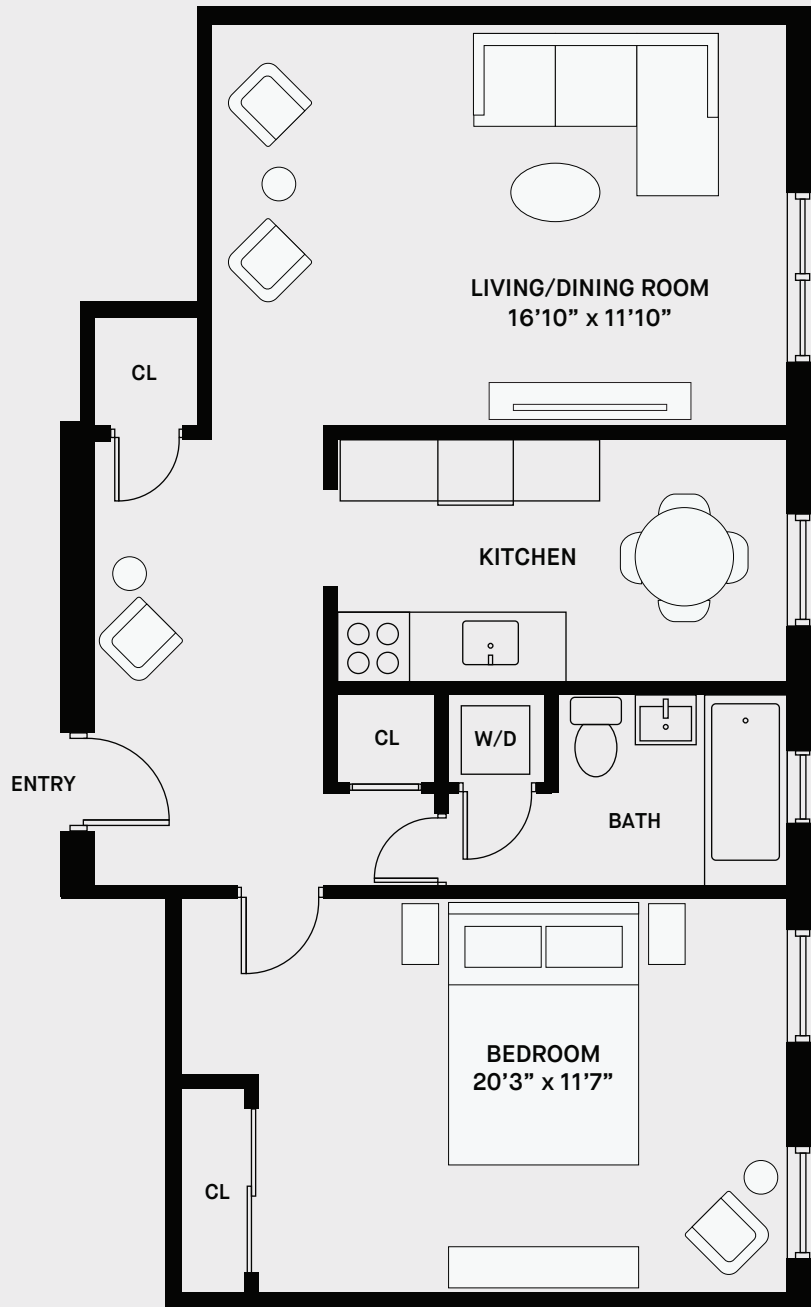 LIVING/DINING ROOM
16’10” x 11’10”
CL
KITCHEN
CL
W/D
ENTRY
BATH
BEDROOM
20’3” x 11’7”
CL